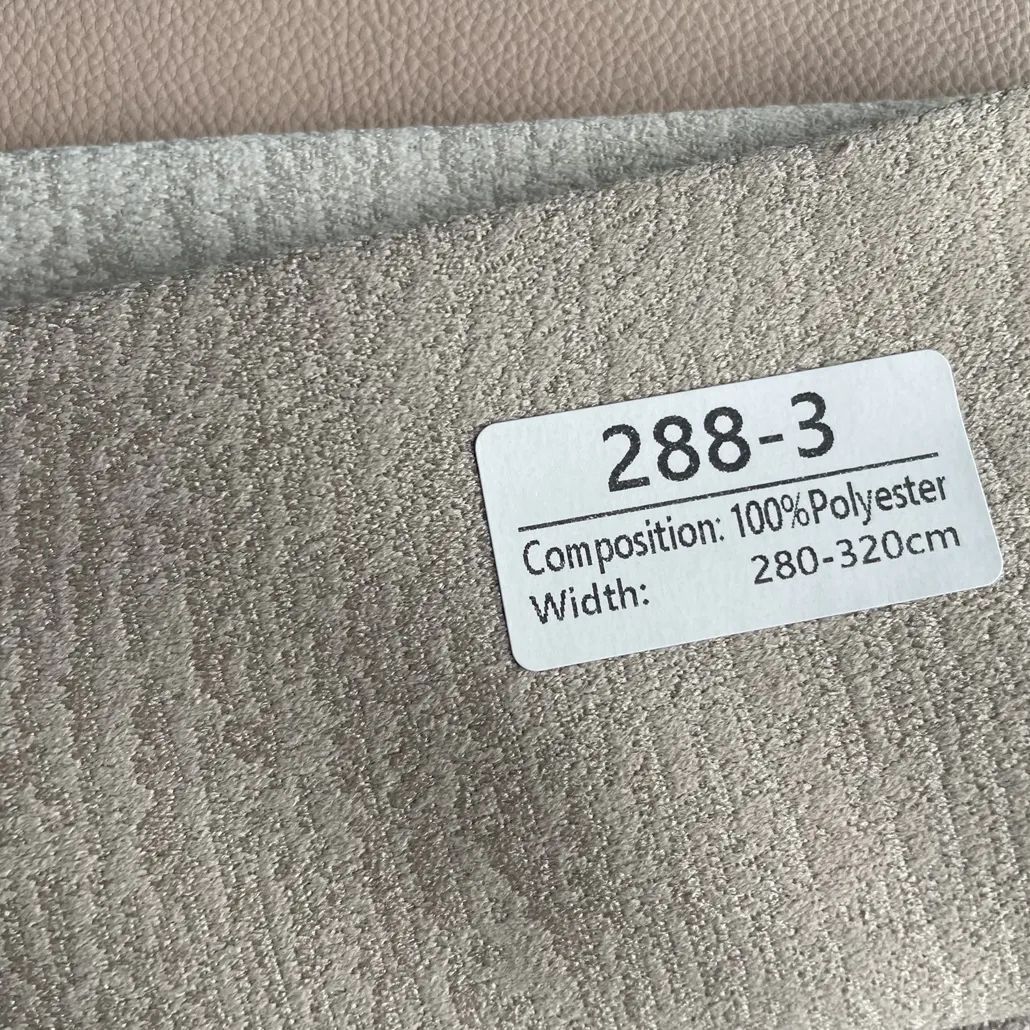 288-3
Composition: 100%Polyester
Width: 280-320cm